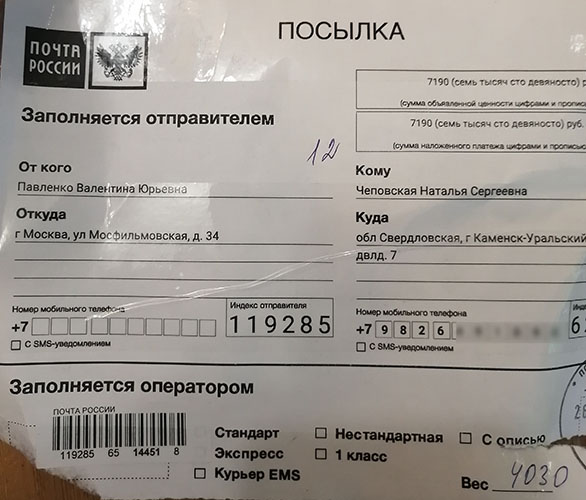 ПОСЫЛКА
ПОЧТА
РОССИИ
7190 (семь тысяч сто девяносто)
(сумма объявленной ценности цифрами и
Заполняется отправителем
7190 (семь тысяч сто девяносто) руб.
(сумма наложенного платежа цифрами и
12
От кого
Павленко Валентина Юрьевна
Кому
Чеповская Наталья Сергеевна
Откуда
г Москва, ул Мосфильмовская, д. 34
Куда
обл Свердловская, г Каменск-Уральский
двлд. 7
Номер мобильного телефона
+7
Индекс отправителя
119285
С SMS-уведомлением
Номер мобильного телефона
+7 9826
С SMS-уведомлением
Заполняется оператором
ПОЧТА РОССИИ
119285 65 14451 8
Стандарт
Нестандартная
С описью
Экспресс
1 класс
Курьер EMS
Вес 4030